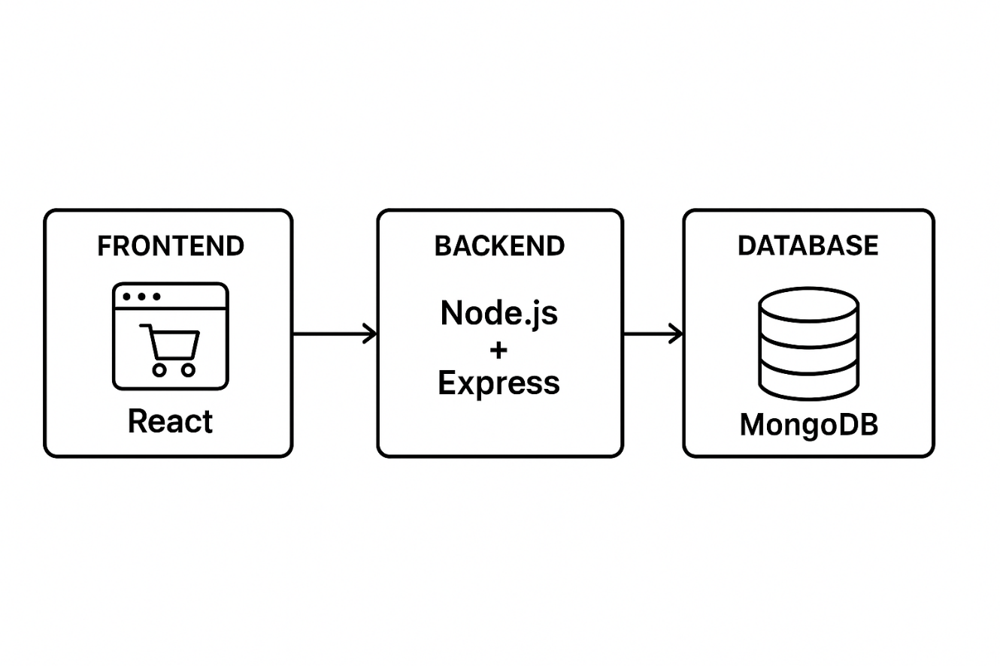 FRONTEND
React
BACKEND
Node.js
+
Express
DATABASE
MongoDB